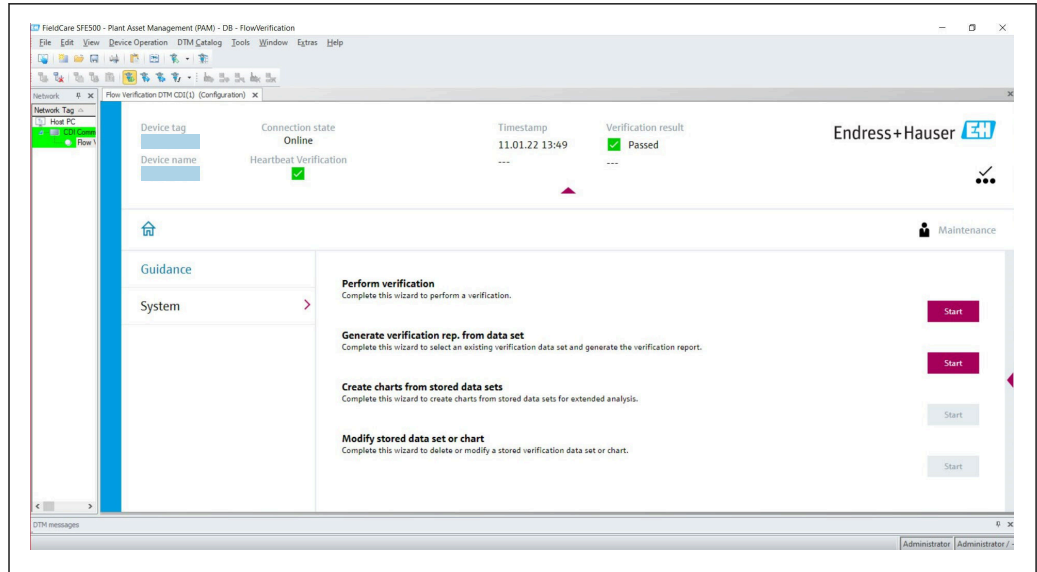 FieldCare SFE500 - Plant Asset Management (PAM) - DB - FlowVerification
File Edit View Device Operation DTM Catalog Tools Window Extras Help
Network
Flow Verification DTM CDI(1) (Configuration)
Network Tag
Host PC
CDI Comm
Flow V
Device tag
Connection state
Online
Timestamp
11.01.22 13:49
Verification result
Passed
Endress+Hauser EH
Device name
Heartbeat Verification
---
---
Maintenance
Guidance
System
Perform verification
Complete this wizard to perform a verification.
Start
Generate verification rep. from data set
Complete this wizard to select an existing verification data set and generate the verification report.
Start
Create charts from stored data sets
Complete this wizard to create charts from stored data sets for extended analysis.
Start
Modify stored data set or chart
Complete this wizard to delete or modify a stored verification data set or chart.
Start
DTM messages
Administrator Administrator / -